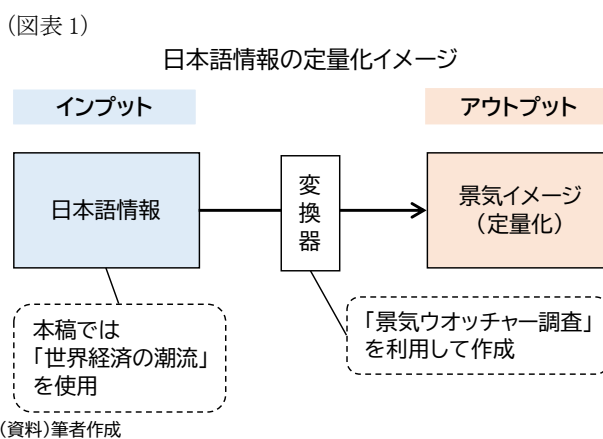 （図表1）
日本語情報の定量化イメージ
インプット
アウトプット
日本語情報
変
換
器
景気イメージ
（定量化）
本稿では
「世界経済の潮流」
を使用
「景気ウオッチャー調査」
を利用して作成
（資料）筆者作成